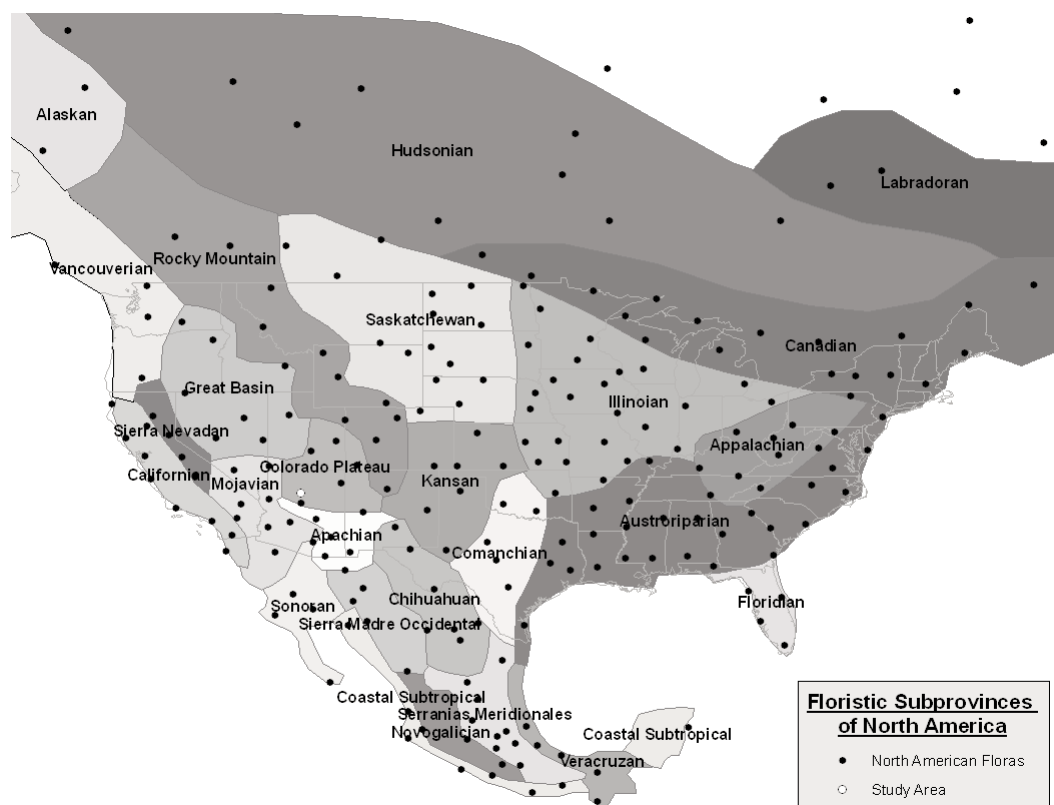 Alaskan
Hudsonian
Labradoran
Rocky Mountain
Vancouverian
Saskatchewan
Canadian
Great Basin
Illinoian
Sierra Nevadan
Appalachian
Colorado Plateau
Californian
Mojavian
Kansan
Austroriparian
Apachian
Comanchian
Chihuahuan
Sonoran
Floridian
Sierra Madre Occidental
Coastal Subtropical
Serranias Meridionales
Novogalician
Coastal Subtropical
Veracruzan
Floristic Subprovinces
of North America
North American Floras
Study Area